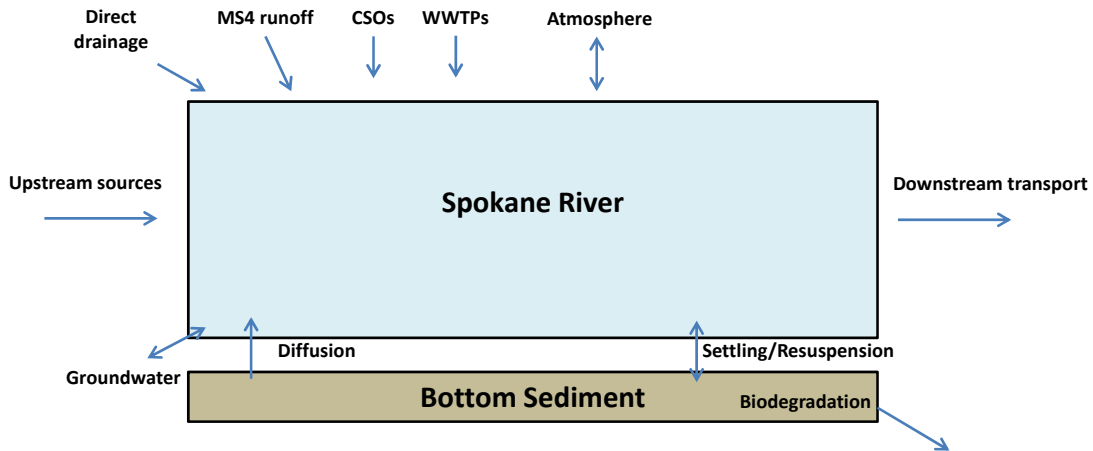 Direct
drainage
MS4 runoff
CSOs
WWTPs
Atmosphere
Upstream sources
Spokane River
Downstream transport
Groundwater
Diffusion
Settling/Resuspension
Bottom Sediment
Biodegradation